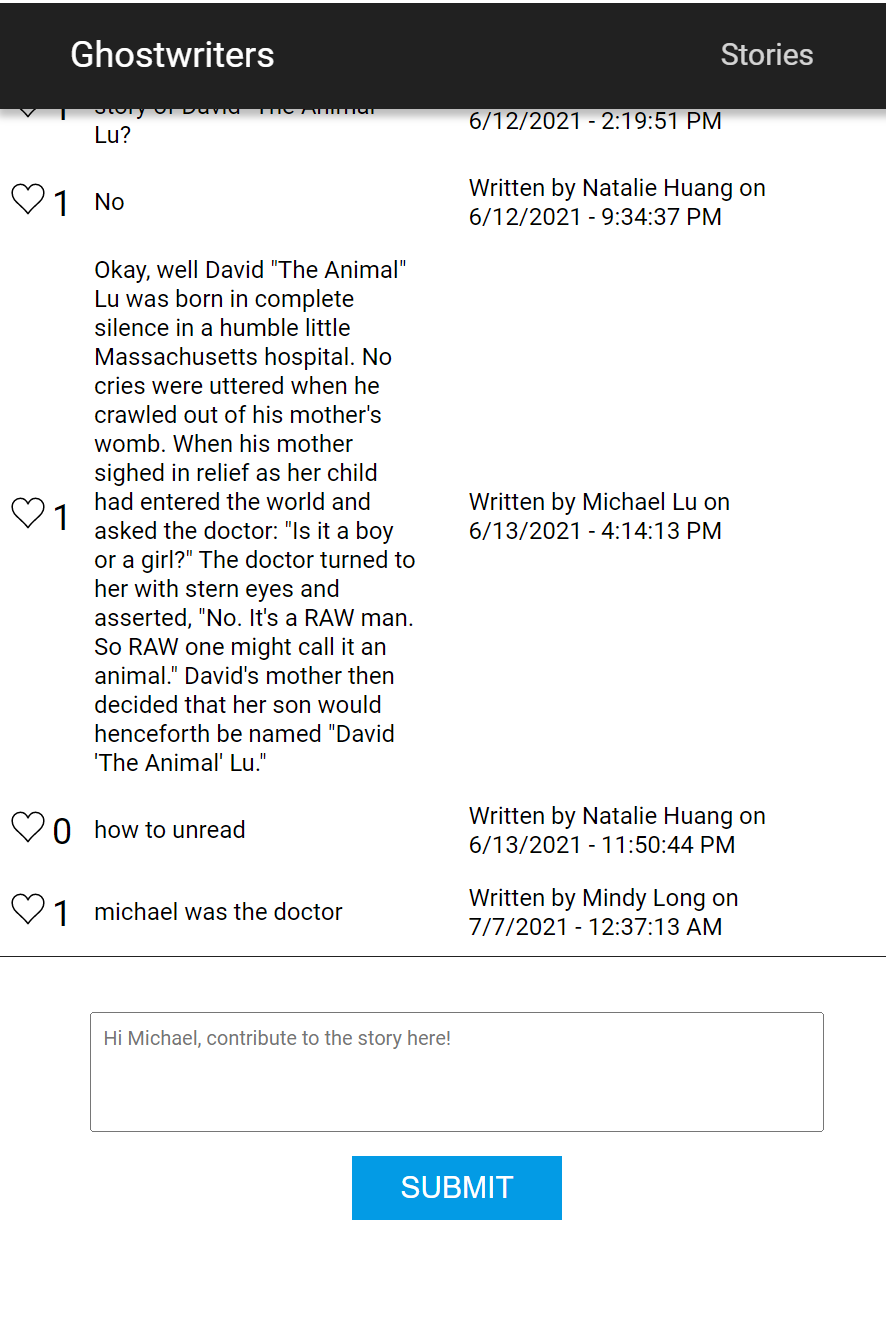 Ghostwriters
Stories
1
story of David "The Animal"
Lu?
6/12/2021 - 2:19:51 PM
1
No
Written by Natalie Huang on
6/12/2021 - 9:34:37 PM
1
Okay, well David "The Animal"
Lu was born in complete
silence in a humble little
Massachusetts hospital. No
cries were uttered when he
crawled out of his mother's
womb. When his mother
sighed in relief as her child
had entered the world and
asked the doctor: "Is it a boy
or a girl?" The doctor turned to
her with stern eyes and
asserted, "No. It's a RAW man.
So RAW one might call it an
animal." David's mother then
decided that her son would
henceforth be named "David
'The Animal' Lu."
Written by Michael Lu on
6/13/2021 - 4:14:13 PM
0
how to unread
Written by Natalie Huang on
6/13/2021 - 11:50:44 PM
1
michael was the doctor
Written by Mindy Long on
7/7/2021 - 12:37:13 AM
Hi Michael, contribute to the story here!
SUBMIT